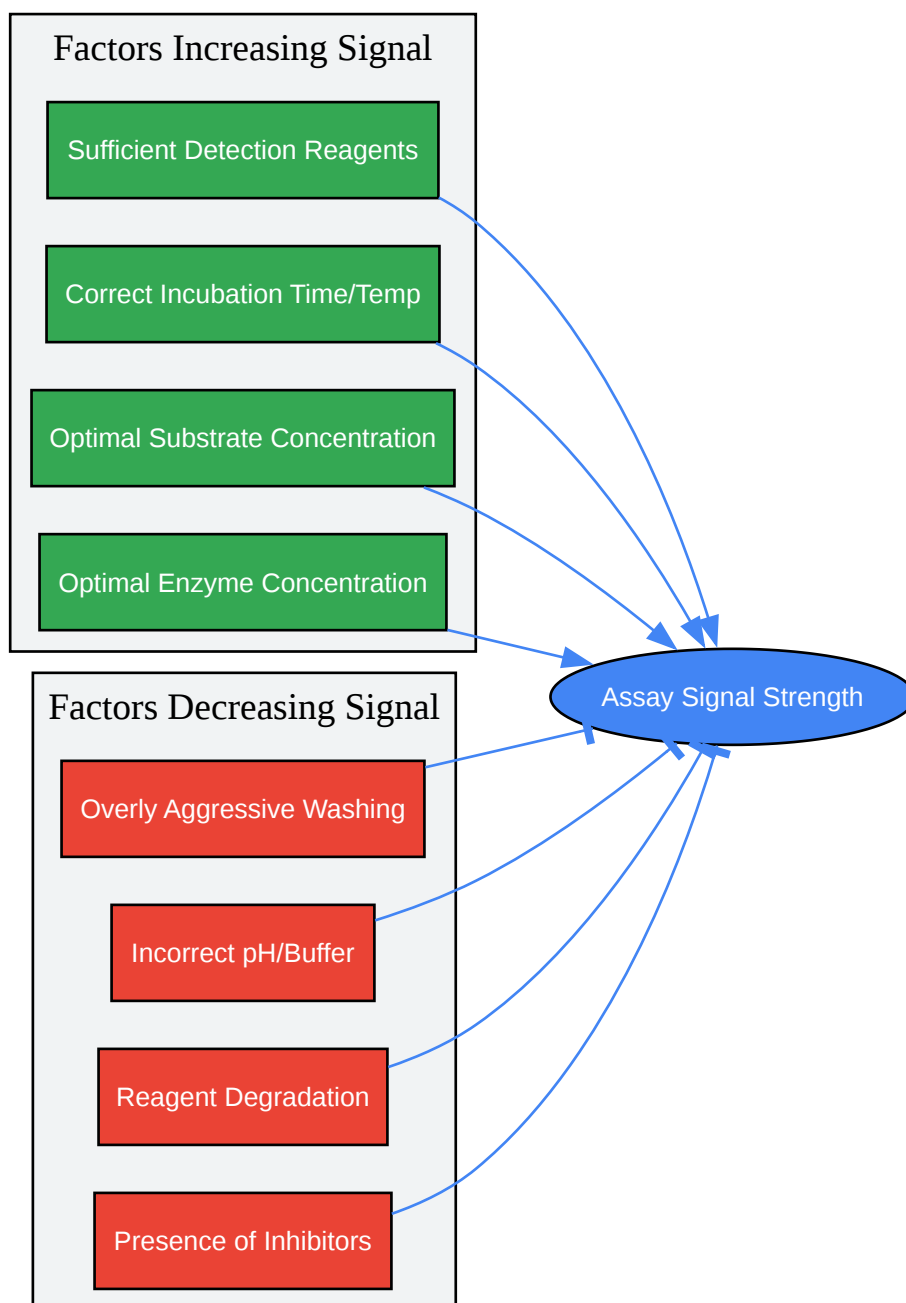 Factors Increasing Signal
Sufficient Detection Reagents
Correct Incubation Time/Temp
Optimal Substrate Concentration
Optimal Enzyme Concentration
Assay Signal Strength
Factors Decreasing Signal
Overly Aggressive Washing
Incorrect pH/Buffer
Reagent Degradation
Presence of Inhibitors